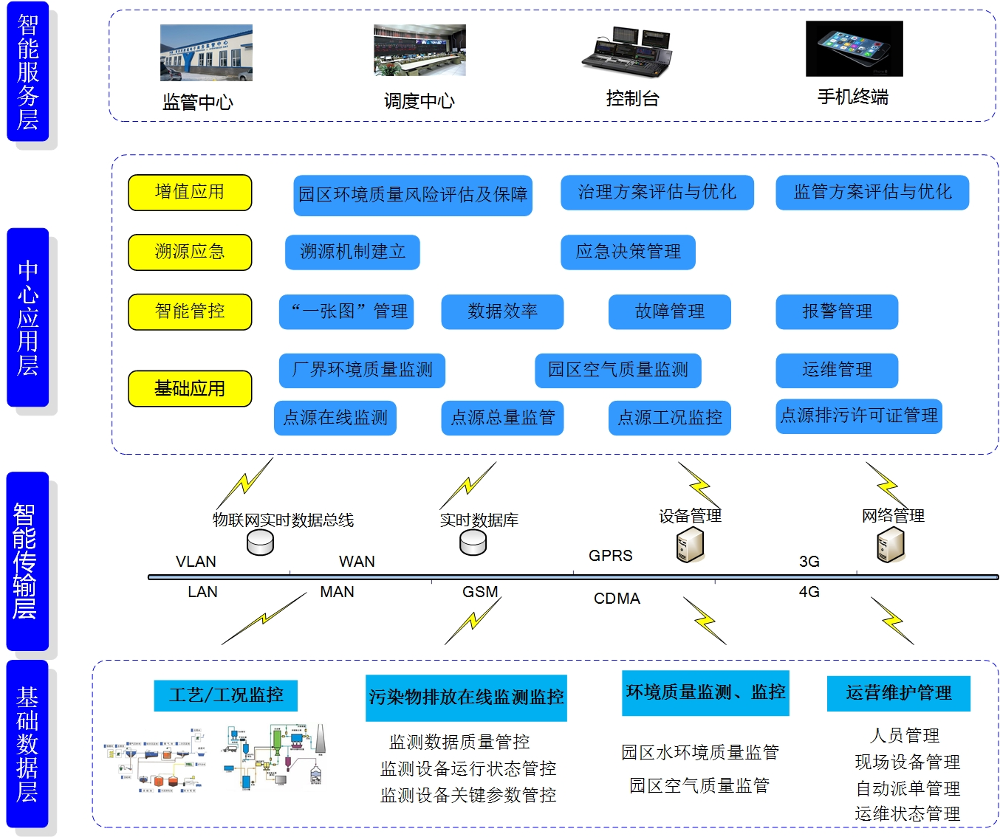 智能服务层
监管中心
调度中心
控制台
手机终端
中心应用层
增值应用
园区环境质量风险评估及保障
治理方案评估与优化
监管方案评估与优化
溯源应急
溯源机制建立
应急决策管理
智能管控
“一张图”管理
数据效率
故障管理
报警管理
基础应用
厂界环境质量监测
园区空气质量监测
运维管理
点源在线监测
点源总量监管
点源工况监控
点源排污许可证管理
智能传输层
物联网实时数据总线
实时数据库
设备管理
网络管理
VLAN
WAN
GPRS
3G
LAN
MAN
GSM
CDMA
4G
基础数据层
工艺/工况监控
污染物排放在线监测监控
监测数据质量管控
监测设备运行状态管控
监测设备关键参数管控
环境质量监测、监控
园区水环境质量监管
园区空气质量监管
运营维护管理
人员管理
现场设备管理
自动派单管理
运维状态管理